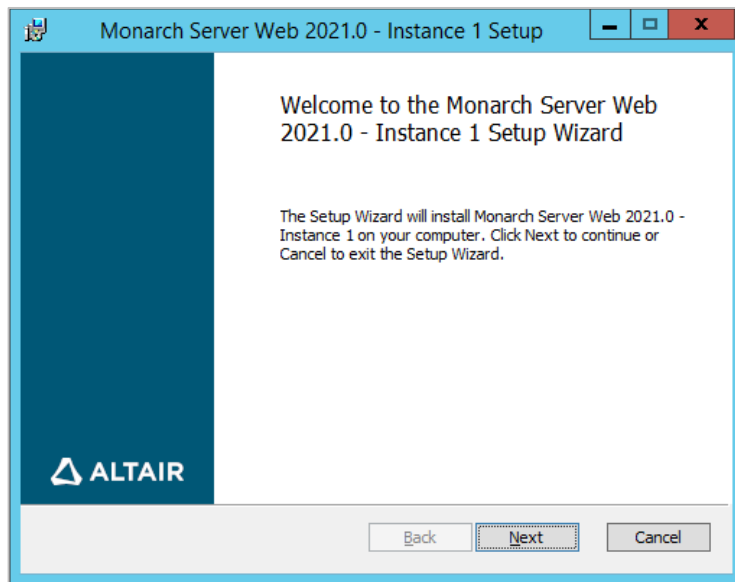 Monarch Server Web 2021.0 - Instance 1 Setup
Welcome to the Monarch Server Web
2021.0 - Instance 1 Setup Wizard
The Setup Wizard will install Monarch Server Web 2021.0 -
Instance 1 on your computer. Click Next to continue or
Cancel to exit the Setup Wizard.
ALTAIR
Back Next Cancel